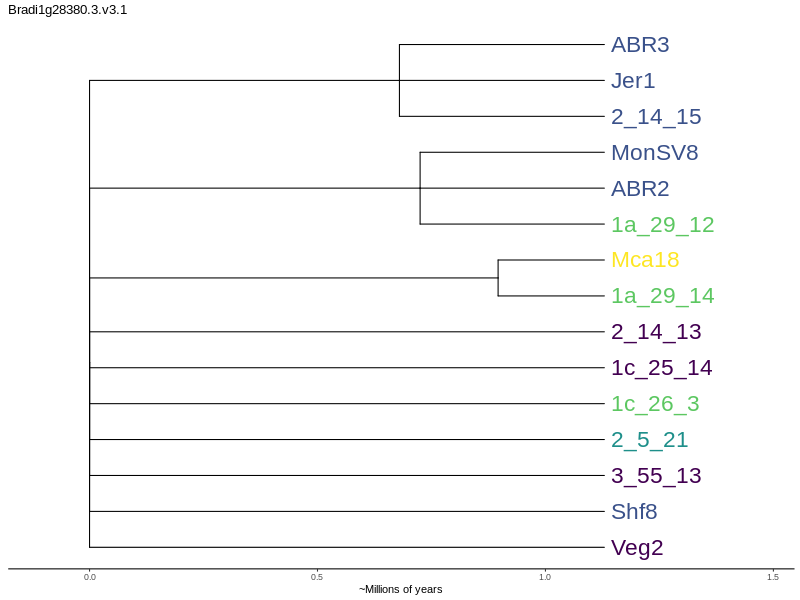 Bradi1g28380.3.v3.1
ABR3
Jer1
2_14_15
MonSV8
ABR2
1a_29_12
Mca18
1a_29_14
2_14_13
1c_25_14
1c_26_3
2_5_21
3_55_13
Shf8
Veg2
0.0 0.5 1.0 1.5
~Millions of years